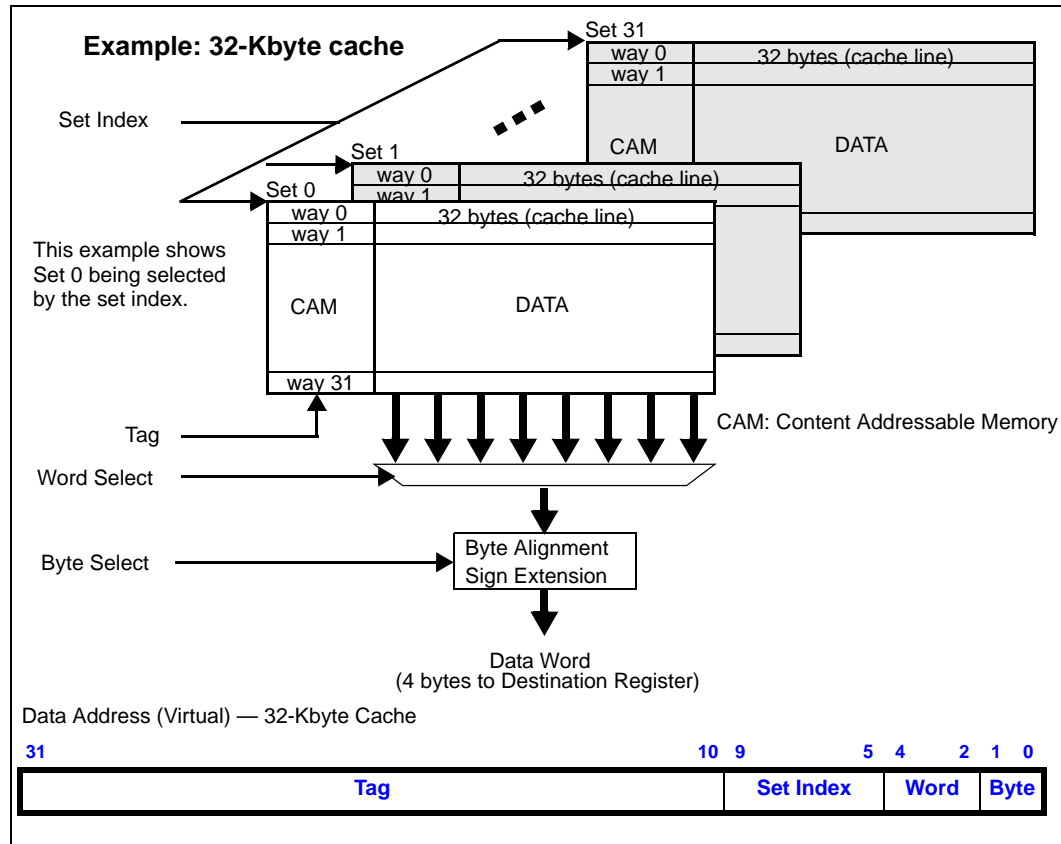 Example: 32-Kbyte cache
Set 31
way 0
32 bytes (cache line)
way 1
CAM
DATA
Set Index
Set 1
way 0
32 bytes (cache line)
way 1
Set 0
way 0
32 bytes (cache line)
way 1
This example shows
Set 0 being selected
by the set index.
CAM
DATA
way 31
Tag
CAM: Content Addressable Memory
Word Select
Byte Select
Byte Alignment
Sign Extension
Data Word
(4 bytes to Destination Register)
Data Address (Virtual) — 32-Kbyte Cache
31 10 9 5 4 2 1 0
Tag Set Index Word Byte